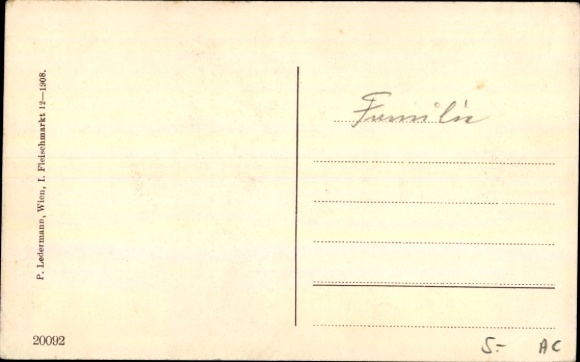 P. Ledermann, Wien, I. Fleischmarkt 12—1908.
Familie
20092
5.- AC